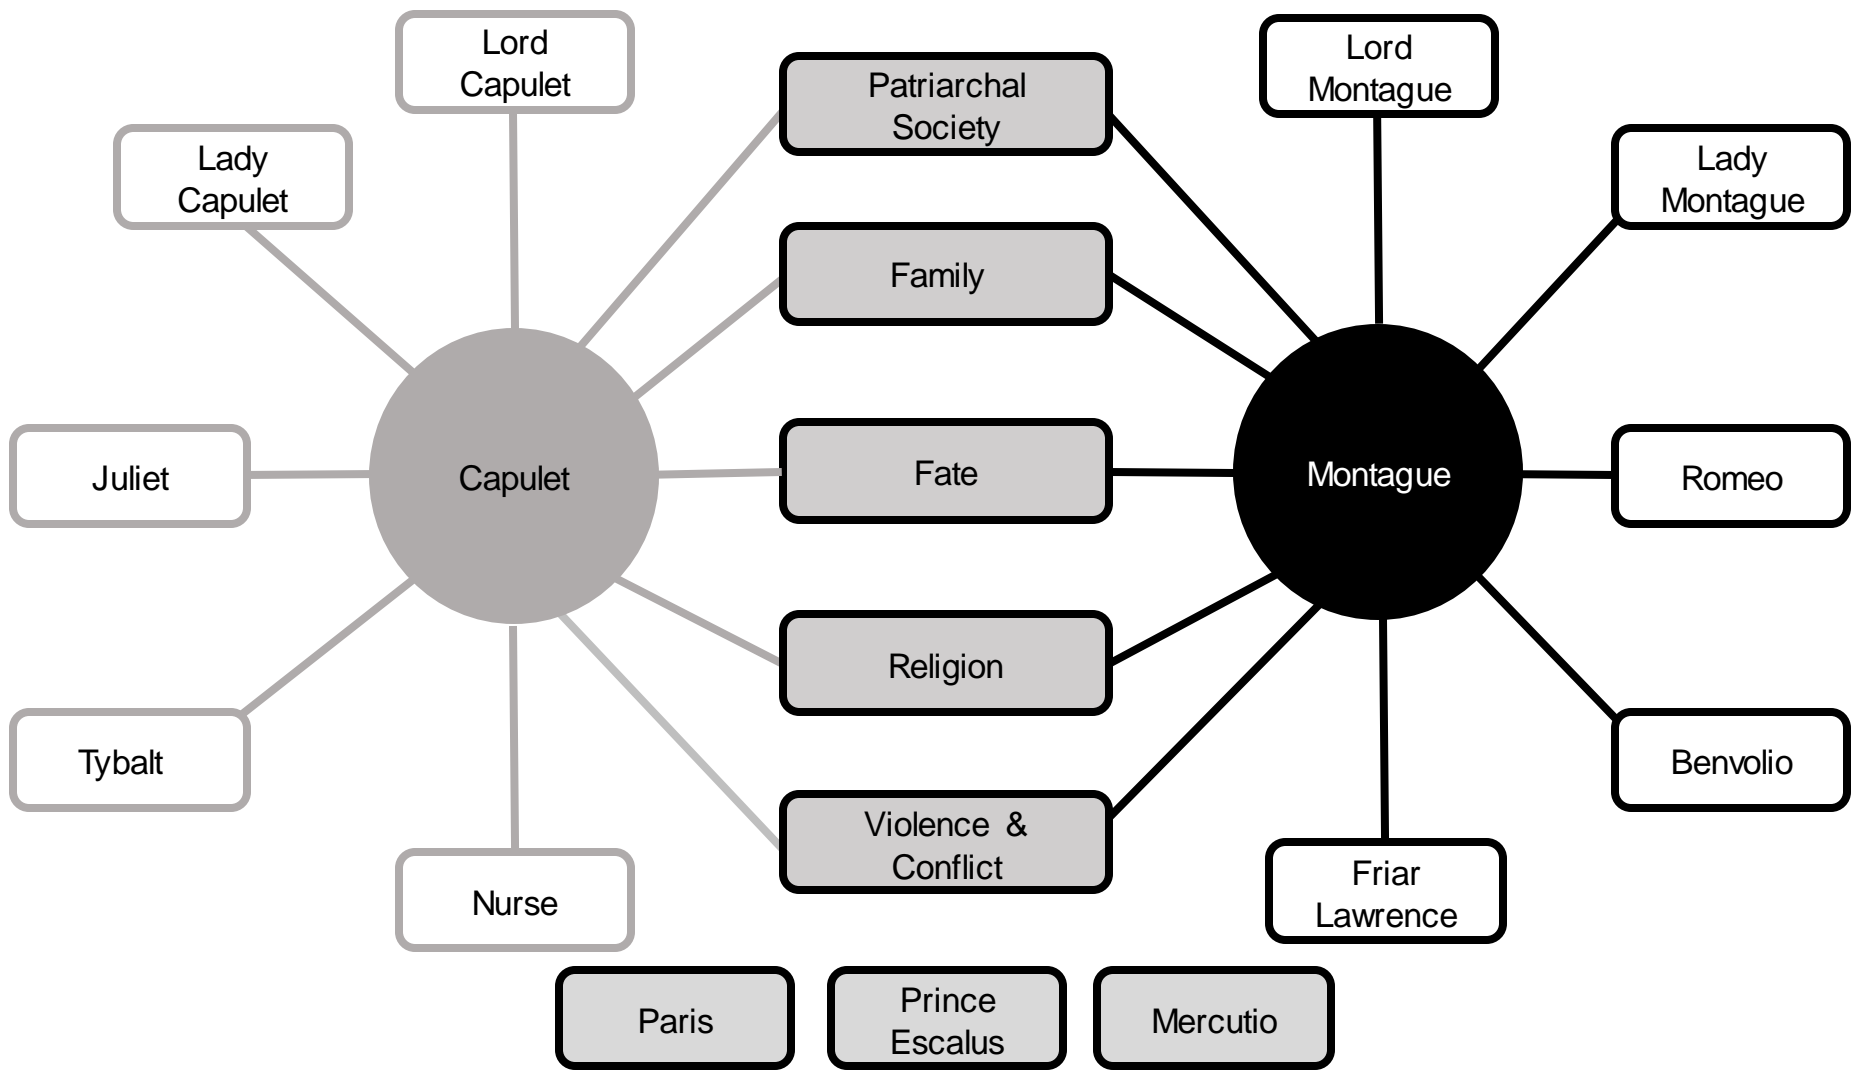 Lord
Capulet
Patriarchal
Society
Lord
Montague
Lady
Capulet
Lady
Montague
Family
Juliet
Capulet
Fate
Montague
Romeo
Religion
Tybalt
Benvolio
Violence &
Conflict
Nurse
Friar
Lawrence
Paris
Prince
Escalus
Mercutio